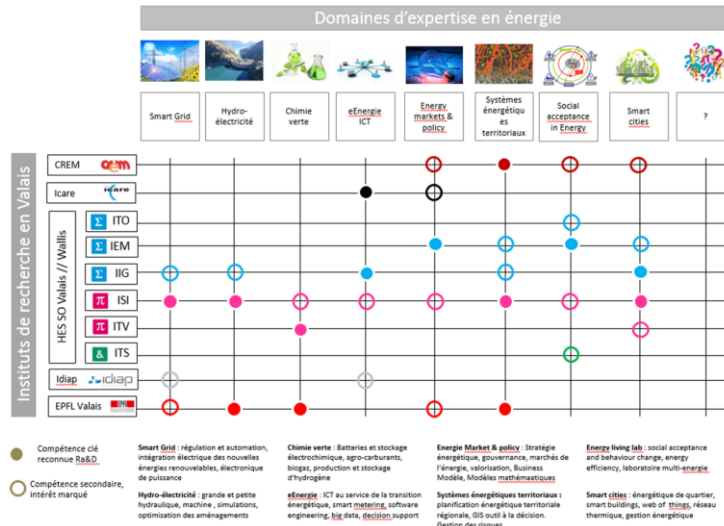 Domaines d'expertise en énergie
Smart Grid
Hydro-
électricité
Chimie
verte
eEnergie
ICT
Energy
markets &
policy
Systèmes
énergétiqu
es
territoriaux
Social
acceptance
in Energy
Smart
cities
?
Instituts de recherche en Valais
HES SO Valais // Wallis
CREM crem
Icare icare
Σ ITO
Σ IEM
Σ IIG
π ISI
π ITV
& ITS
Idiap idiap
EPFL Valais
Compétence clé
reconnue Ra&D
Compétence secondaire,
intérêt marqué
Smart Grid : régulation et automation,
intégration électrique des nouvelles
énergies renouvelables, électronique
de puissance
Hydro-électricité : grande et petite
hydraulique, machine, simulations,
optimisation des aménagements
Chimie verte : Batteries et stockage
électrochimique, agro-carburants,
biogaz, production et stockage
d'hydrogène
eEnergie : ICT au service de la transition
énergétique, smart metering, software
engineering, big data, decision support
Energie Market & policy : Stratégie
énergétique, gouvernance, marchés de
l'énergie, valorisation, Business
Modèle, Modèles mathématiques
Systèmes énergétiques territoriaux :
planification énergétique territoriale
régionale, GIS outil à la décision.
Gestion des risques
Energy living lab : social acceptance
and behaviour change, energy
efficiency, laboratoire multi-energie
Smart cities : énergétique de quartier,
smart buildings, web of things, réseau
thermique, gestion énergétique